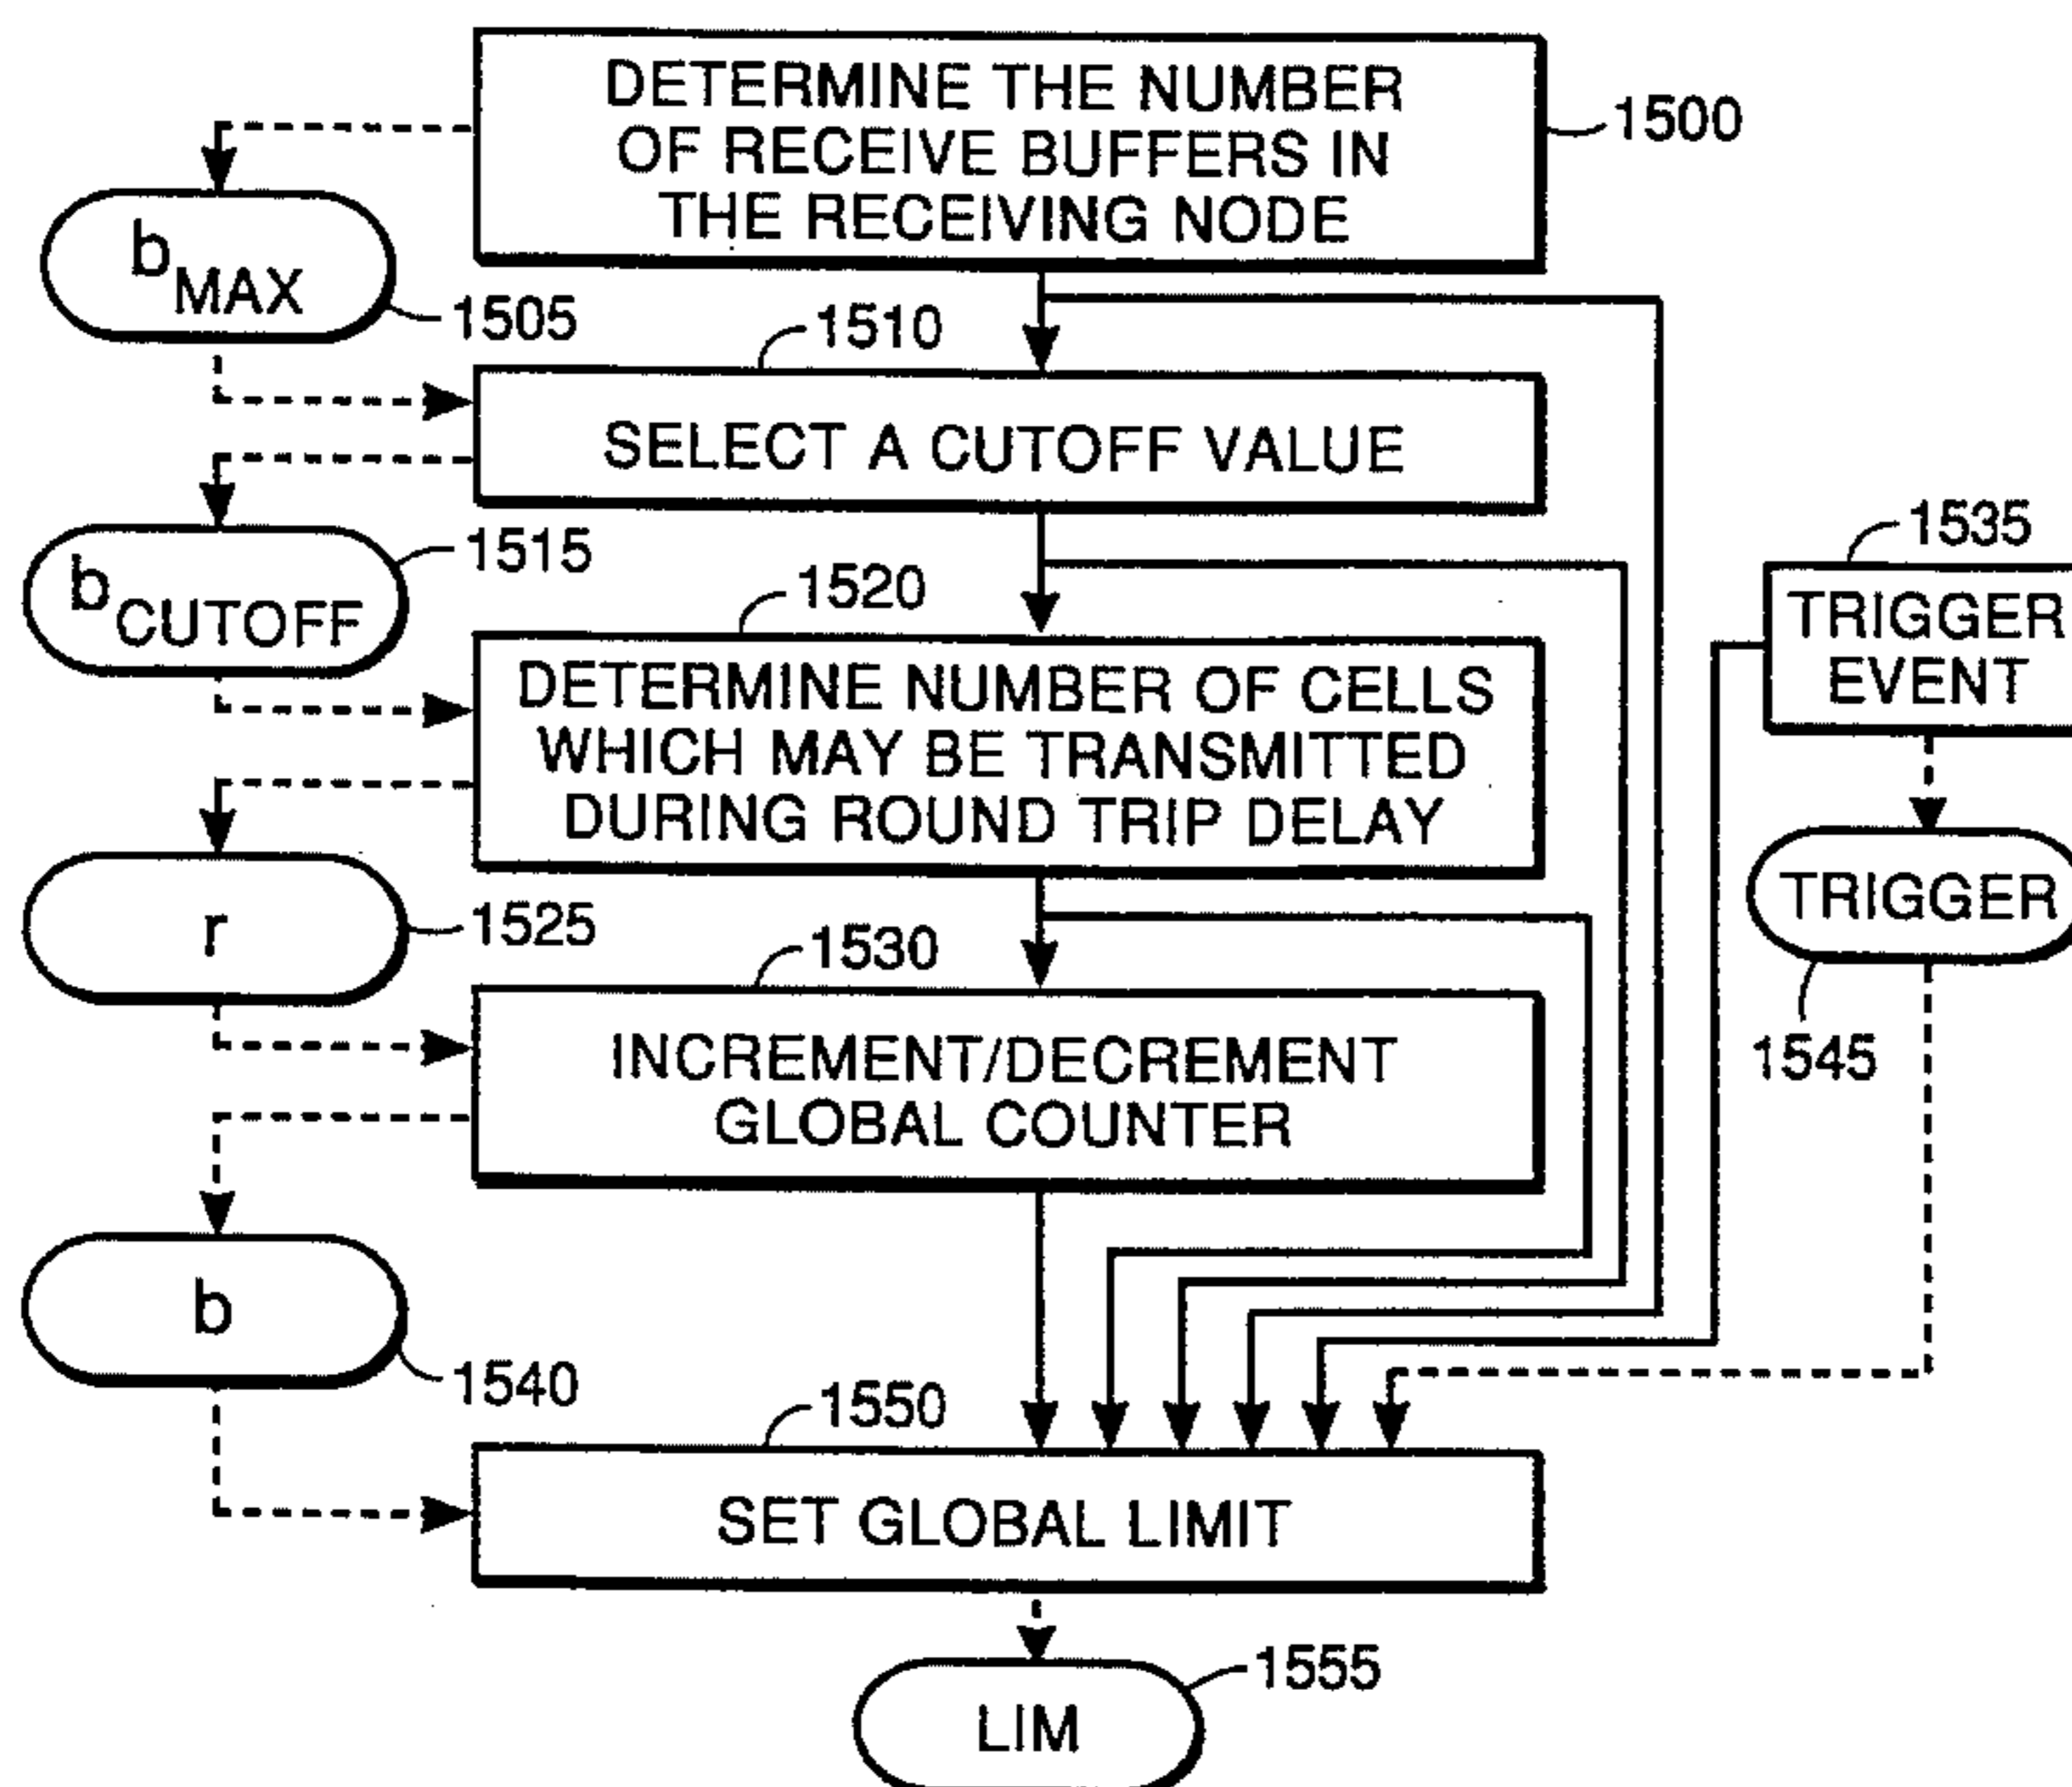 DETERMINE THE NUMBER
OF RECEIVE BUFFERS IN
THE RECEIVING NODE
1500
b MAX
1505
1510
SELECT A CUTOFF VALUE
b CUTOFF
1515
1520
DETERMINE NUMBER OF CELLS
WHICH MAY BE TRANSMITTED
DURING ROUND TRIP DELAY
1535
TRIGGER
EVENT
r
1525
1530
INCREMENT/DECREMENT
GLOBAL COUNTER
TRIGGER
1545
b
1540
1550
SET GLOBAL LIMIT
LIM
1555